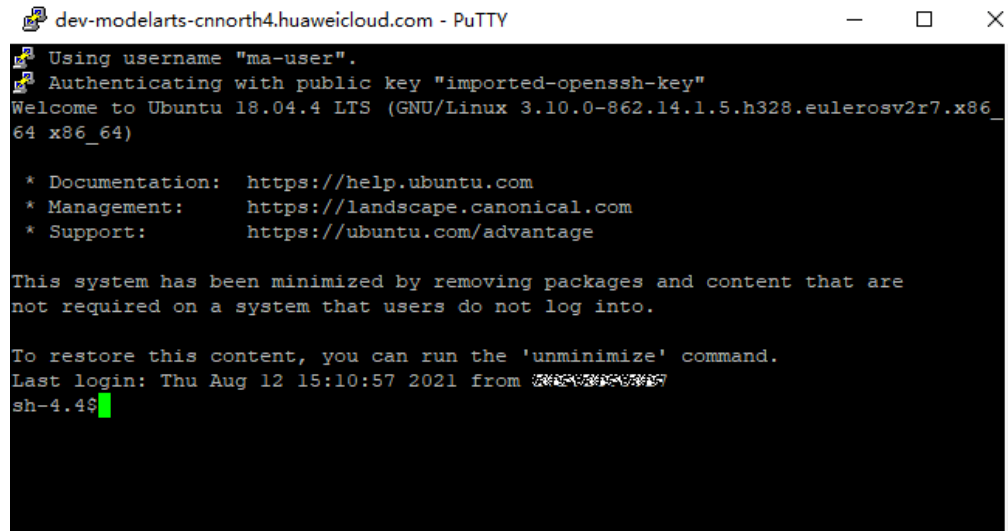 dev-modelarts-cnnorth4.huaweicloud.com - PuTTY
Using username "ma-user".
Authenticating with public key "imported-openssh-key"
Welcome to Ubuntu 18.04.4 LTS (GNU/Linux 3.10.0-862.14.1.5.h328.eulerosv2r7.x86_
64 x86_64)
* Documentation:  https://help.ubuntu.com
* Management:     https://landscape.canonical.com
* Support:        https://ubuntu.com/advantage
This system has been minimized by removing packages and content that are
not required on a system that users do not log into.
To restore this content, you can run the 'unminimize' command.
Last login: Thu Aug 12 15:10:57 2021 from
sh-4.4$